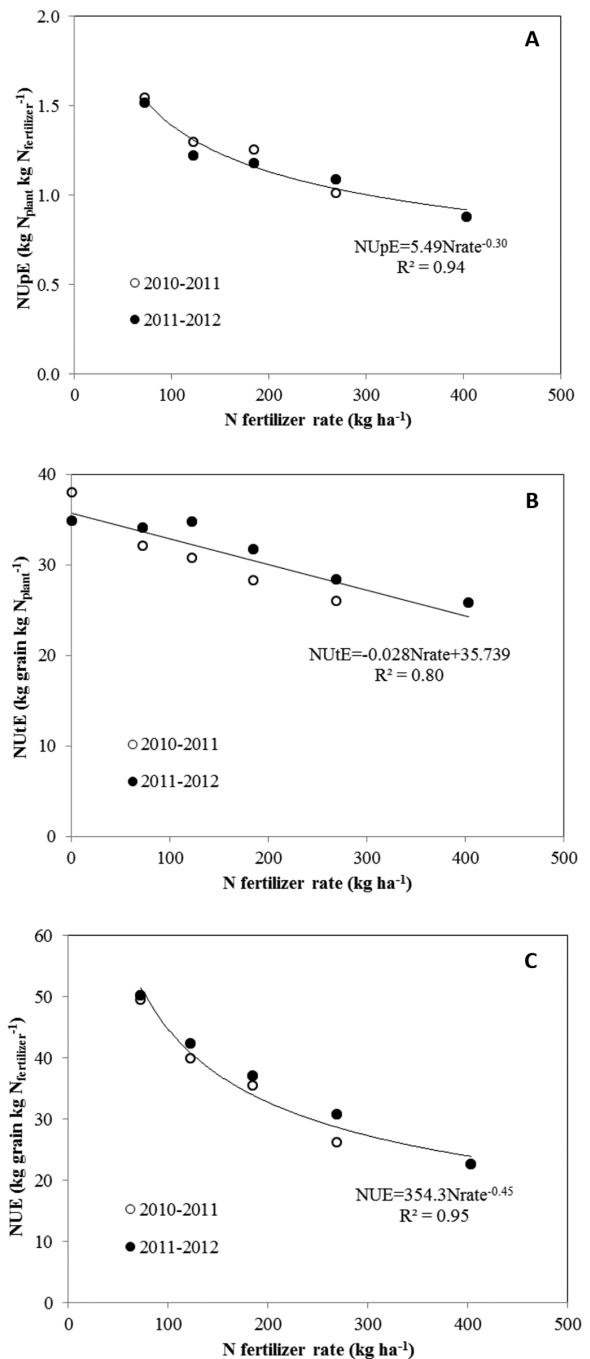 A
2.0
1.5
1.0
0.5
0.0
NUpE (kg Nplant kg Nfertilizer-1)
NUpE=5.49Nrate-0.30
R² = 0.94
2010-2011
2011-2012
0 100 200 300 400 500
N fertilizer rate (kg ha-1)
B
40
30
20
10
0
NUtE (kg grain kg Nplant-1)
NUtE=-0.028Nrate+35.739
R² = 0.80
2010-2011
2011-2012
0 100 200 300 400 500
N fertilizer rate (kg ha-1)
C
60
50
40
30
20
10
0
NUE (kg grain kg Nfertilizer-1)
NUE=354.3Nrate-0.45
R² = 0.95
2010-2011
2011-2012
0 100 200 300 400 500
N fertilizer rate (kg ha-1)